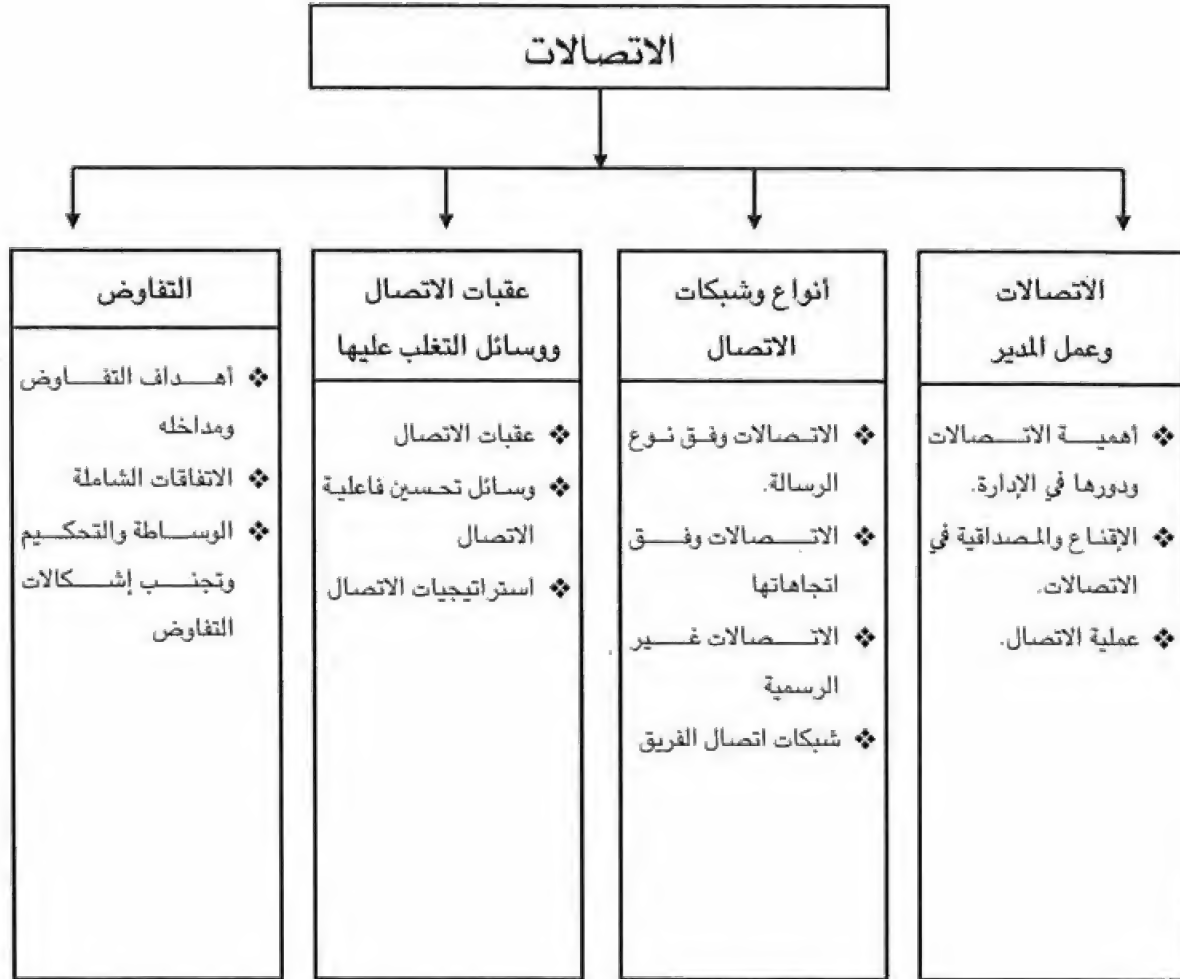 الاتصالات
الاتصالات
وعمل المدير
❖ أهمية الاتصالات
ودورها في الإدارة.
❖ الإقناع والمصداقية في
الاتصالات.
❖ عملية الاتصال.
أنواع وشبكات
الاتصال
❖ الاتصالات وفق نوع
الرسالة.
❖ الاتصالات وفق
اتجاهاتها
❖ الاتصالات غير
الرسمية
❖ شبكات اتصال الفريق
عقبات الاتصال
ووسائل التغلب عليها
❖ عقبات الاتصال
❖ وسائل تحسين فاعلية
الاتصال
❖ استراتيجيات الاتصال
التفاوض
❖ أهداف التفاوض
ومداخله
❖ الاتفاقات الشاملة
❖ الوساطة والتحكيم
وتجنب إشكالات
التفاوض